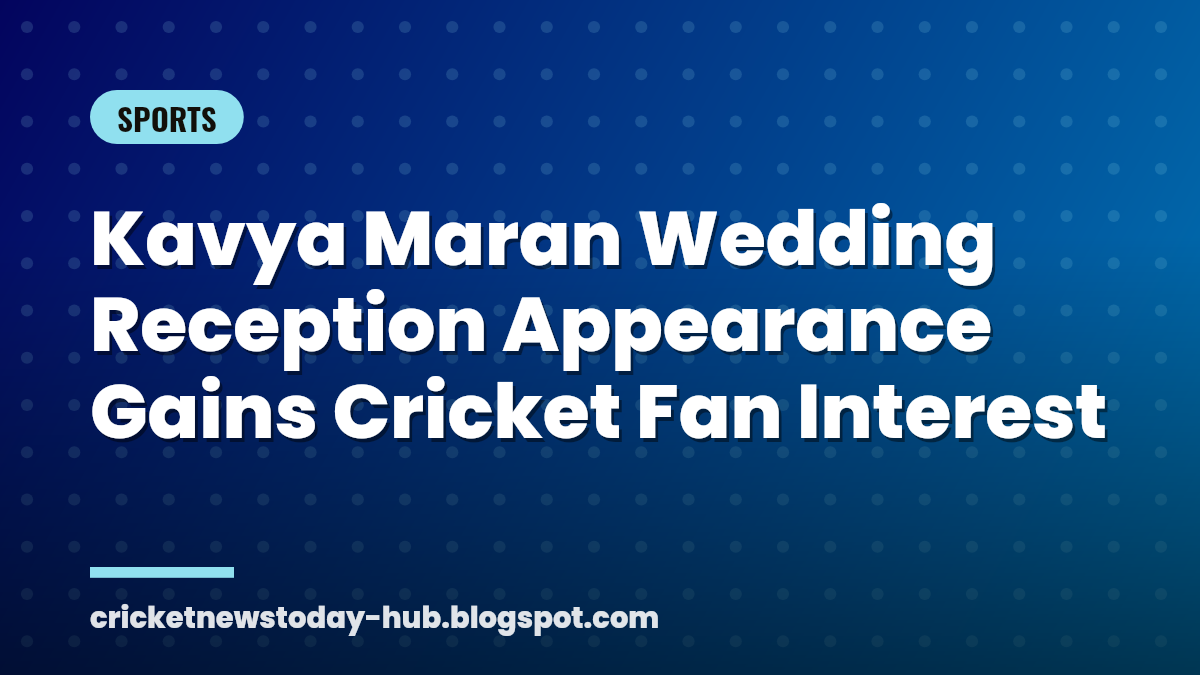 SPORTS
Kavya Maran Wedding
Reception Appearance
Gains Cricket Fan Interest
cricketnewstoday-hub.blogspot.com